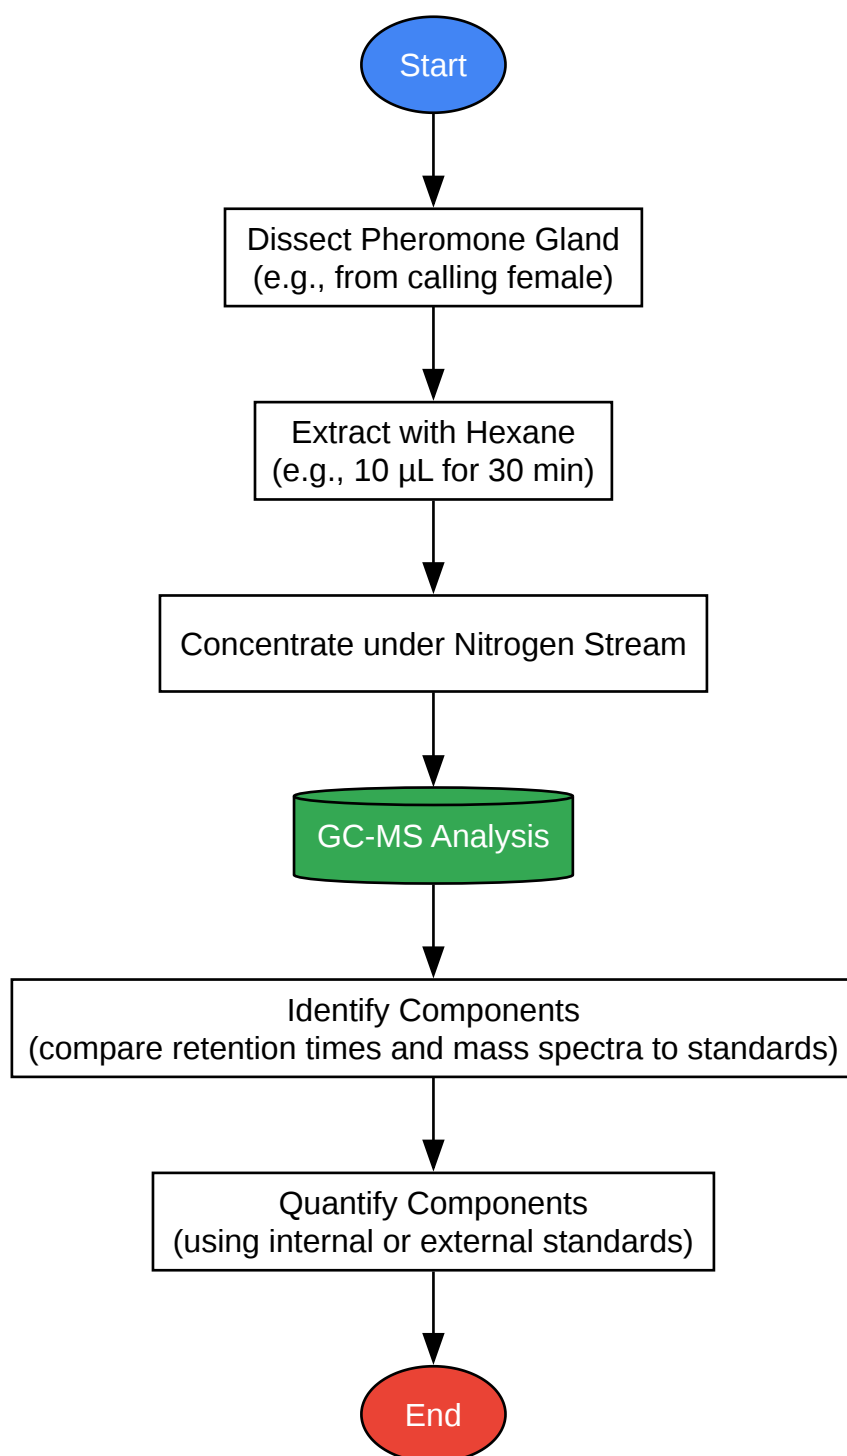 Start
Dissect Pheromone Gland
(e.g., from calling female)
Extract with Hexane
(e.g., 10 µL for 30 min)
Concentrate under Nitrogen Stream
GC-MS Analysis
Identify Components
(compare retention times and mass spectra to standards)
Quantify Components
(using internal or external standards)
End